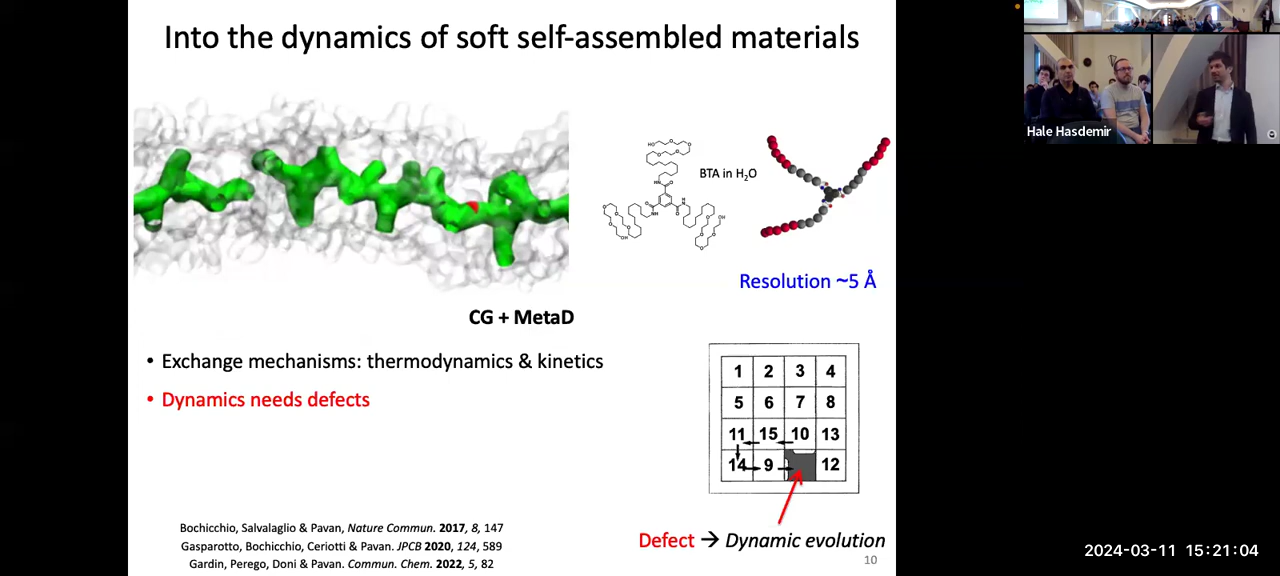 Into the dynamics of soft self-assembled materials
BTA in H2O
Resolution ~5 Å
CG + MetaD
• Exchange mechanisms: thermodynamics & kinetics
• Dynamics needs defects
1 2 3 4
5 6 7 8
11 15 10 13
14 9 12
Bochicchio, Salvalaglio & Pavan, Nature Commun. 2017, 8, 147
Gasparotto, Bochicchio, Ceriotti & Pavan. JPCB 2020, 124, 589
Gardin, Perego, Doni & Pavan. Commun. Chem. 2022, 5, 82
Defect → Dynamic evolution
10
Hale Hasdemir
2024-03-11 15:21:04